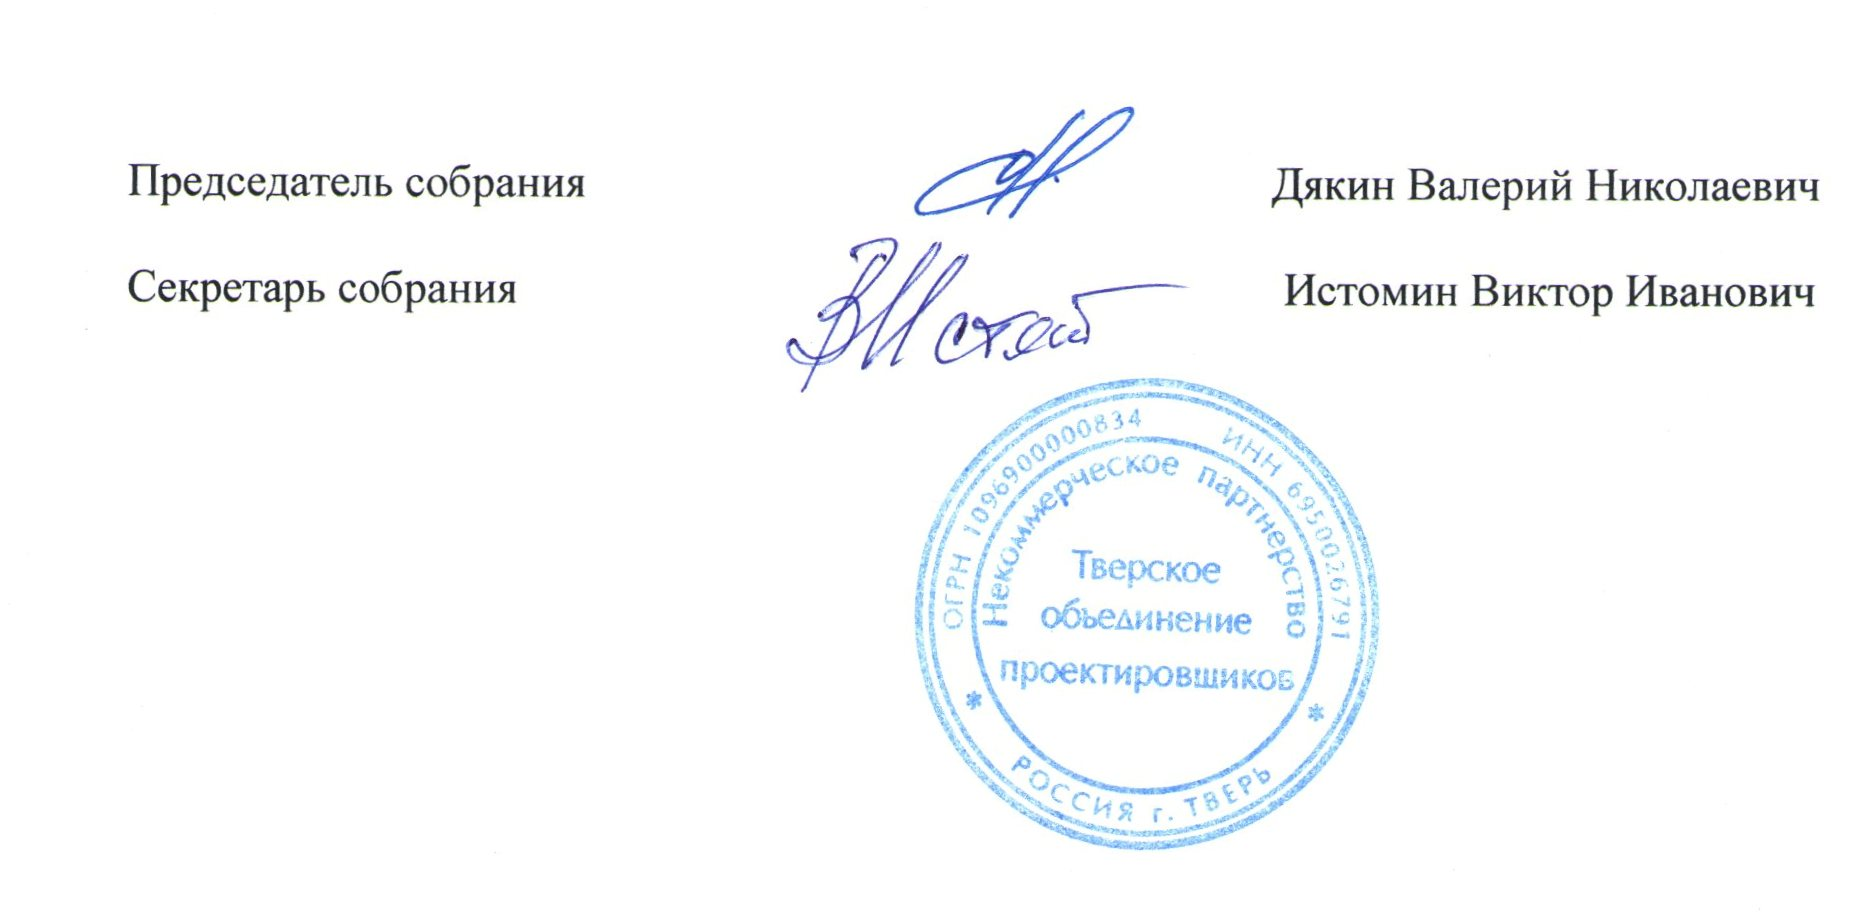 Председатель собрания Дякин Валерий Николаевич
Секретарь собрания Истомин Виктор Иванович
ОГРН 1096900000834 ИНН 6950026791
Некоммерческое партнерство
Тверское
объединение
проектировщиков
* РОССИЯ г. ТВЕРЬ *